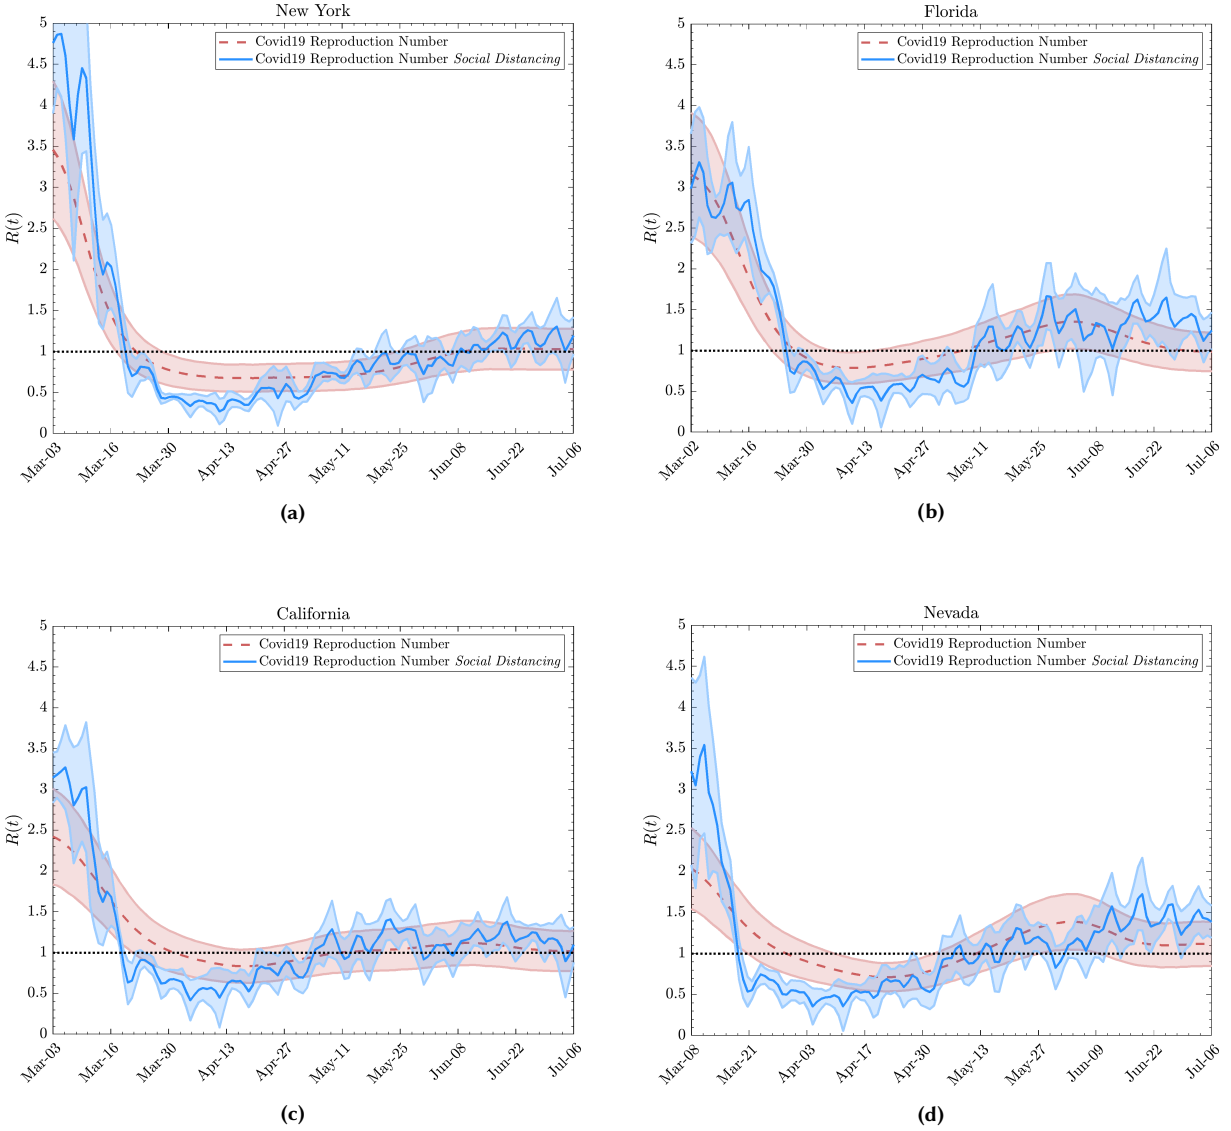 New York
Covid19 Reproduction Number
Covid19 Reproduction Number Social Distancing
R(t)
5
4.5
4
3.5
3
2.5
2
1.5
1
0.5
0
Mar-03
Mar-16
Mar-30
Apr-13
Apr-27
May-11
May-25
Jun-08
Jun-22
Jul-06
(a)
Florida
Covid19 Reproduction Number
Covid19 Reproduction Number Social Distancing
R(t)
5
4.5
4
3.5
3
2.5
2
1.5
1
0.5
0
Mar-02
Mar-16
Mar-30
Apr-13
Apr-27
May-11
May-25
Jun-08
Jun-22
Jul-06
(b)
California
Covid19 Reproduction Number
Covid19 Reproduction Number Social Distancing
R(t)
5
4.5
4
3.5
3
2.5
2
1.5
1
0.5
0
Mar-03
Mar-16
Mar-30
Apr-13
Apr-27
May-11
May-25
Jun-08
Jun-22
Jul-06
(c)
Nevada
Covid19 Reproduction Number
Covid19 Reproduction Number Social Distancing
R(t)
5
4.5
4
3.5
3
2.5
2
1.5
1
0.5
0
Mar-08
Mar-21
Apr-03
Apr-17
Apr-30
May-13
May-27
Jun-09
Jun-22
Jul-06
(d)